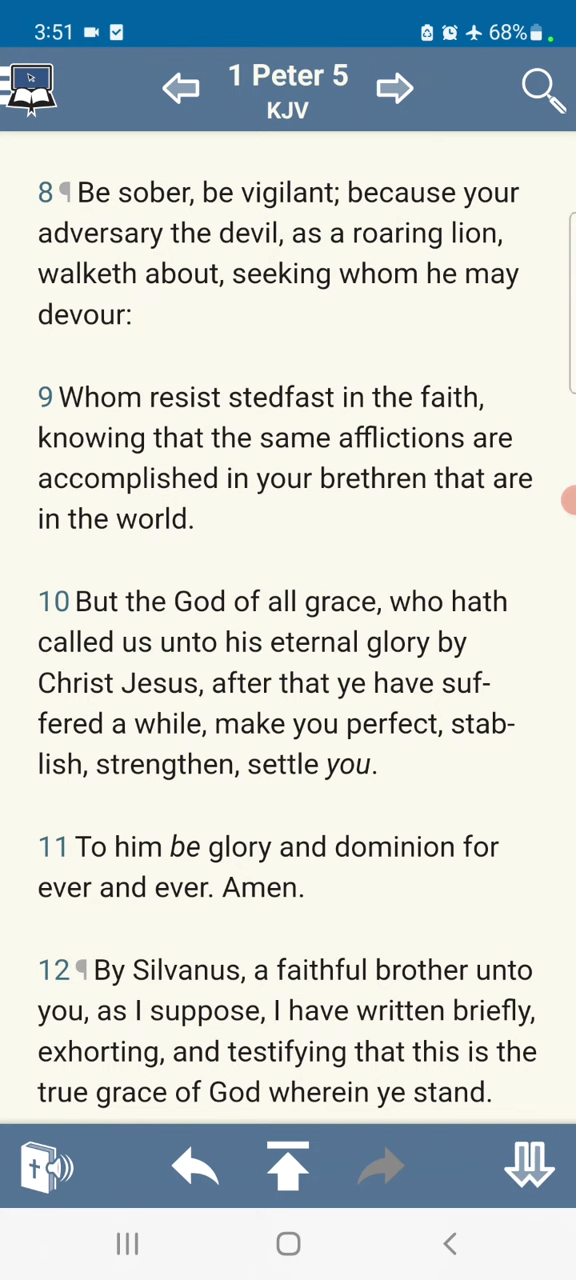 3:51 68%
1 Peter 5
KJV
8 ¶ Be sober, be vigilant; because your
adversary the devil, as a roaring lion,
walketh about, seeking whom he may
devour:
9 Whom resist stedfast in the faith,
knowing that the same afflictions are
accomplished in your brethren that are
in the world.
10 But the God of all grace, who hath
called us unto his eternal glory by
Christ Jesus, after that ye have suf-
fered a while, make you perfect, stab-
lish, strengthen, settle you.
11 To him be glory and dominion for
ever and ever. Amen.
12 ¶ By Silvanus, a faithful brother unto
you, as I suppose, I have written briefly,
exhorting, and testifying that this is the
true grace of God wherein ye stand.